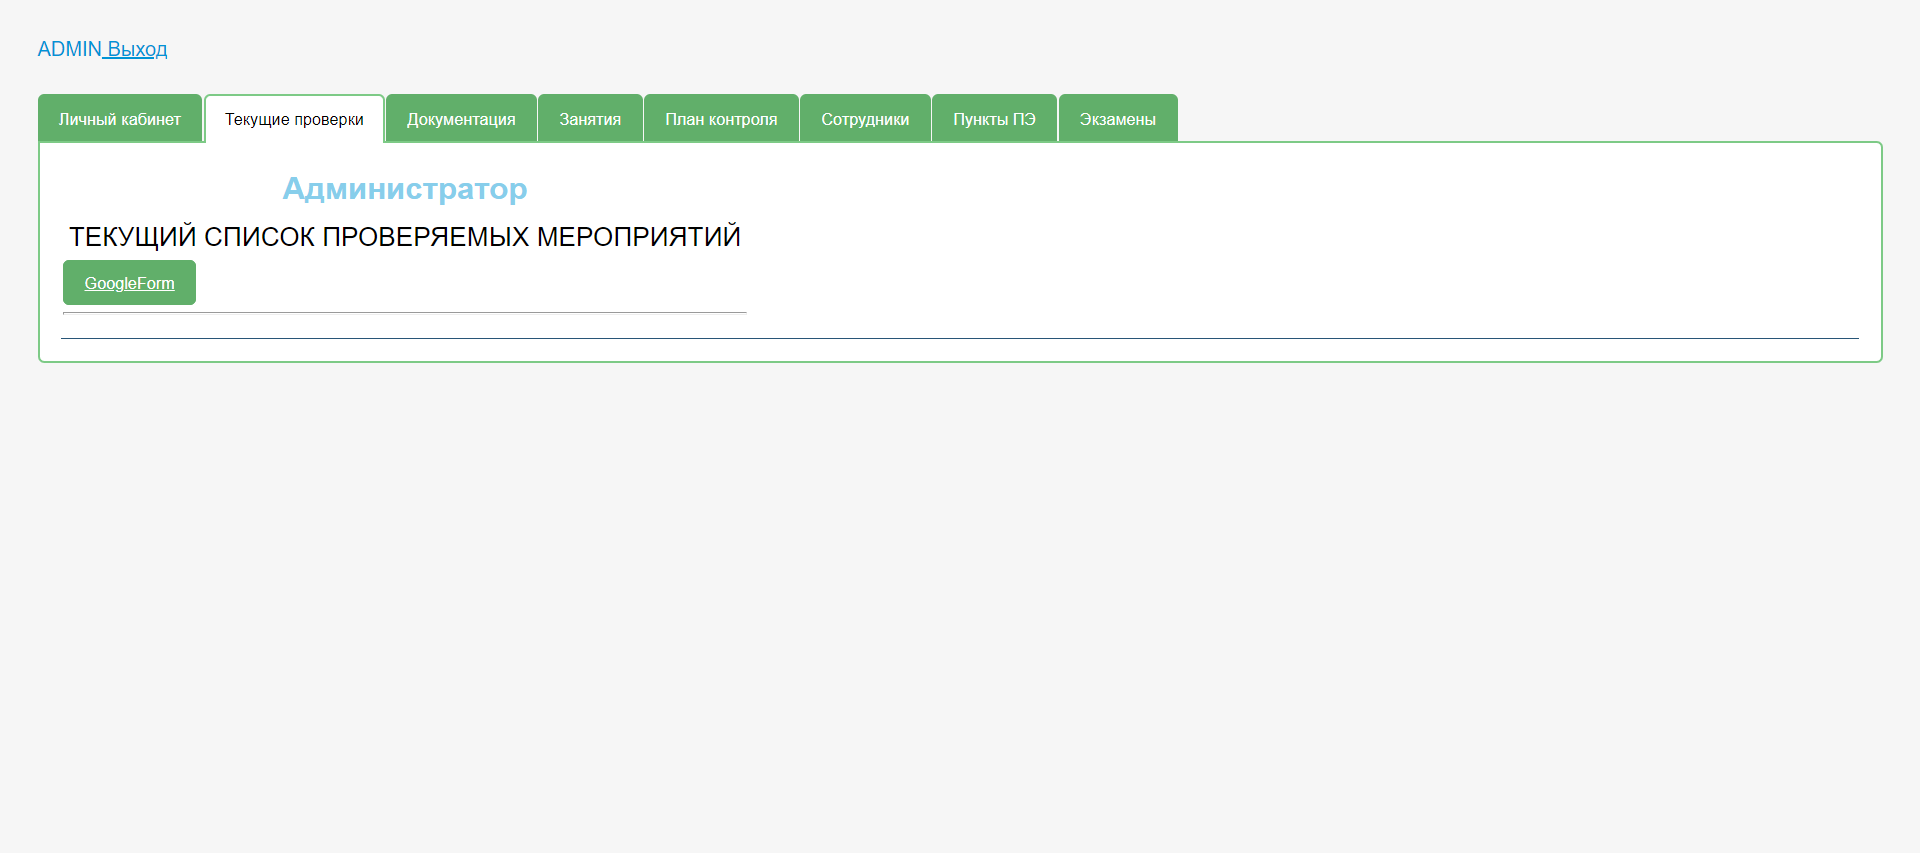 ADMIN Выход
Личный кабинет Текущие проверки Документация Занятия План контроля Сотрудники Пункты ПЭ Экзамены
Администратор
ТЕКУЩИЙ СПИСОК ПРОВЕРЯЕМЫХ МЕРОПРИЯТИЙ
GoogleForm